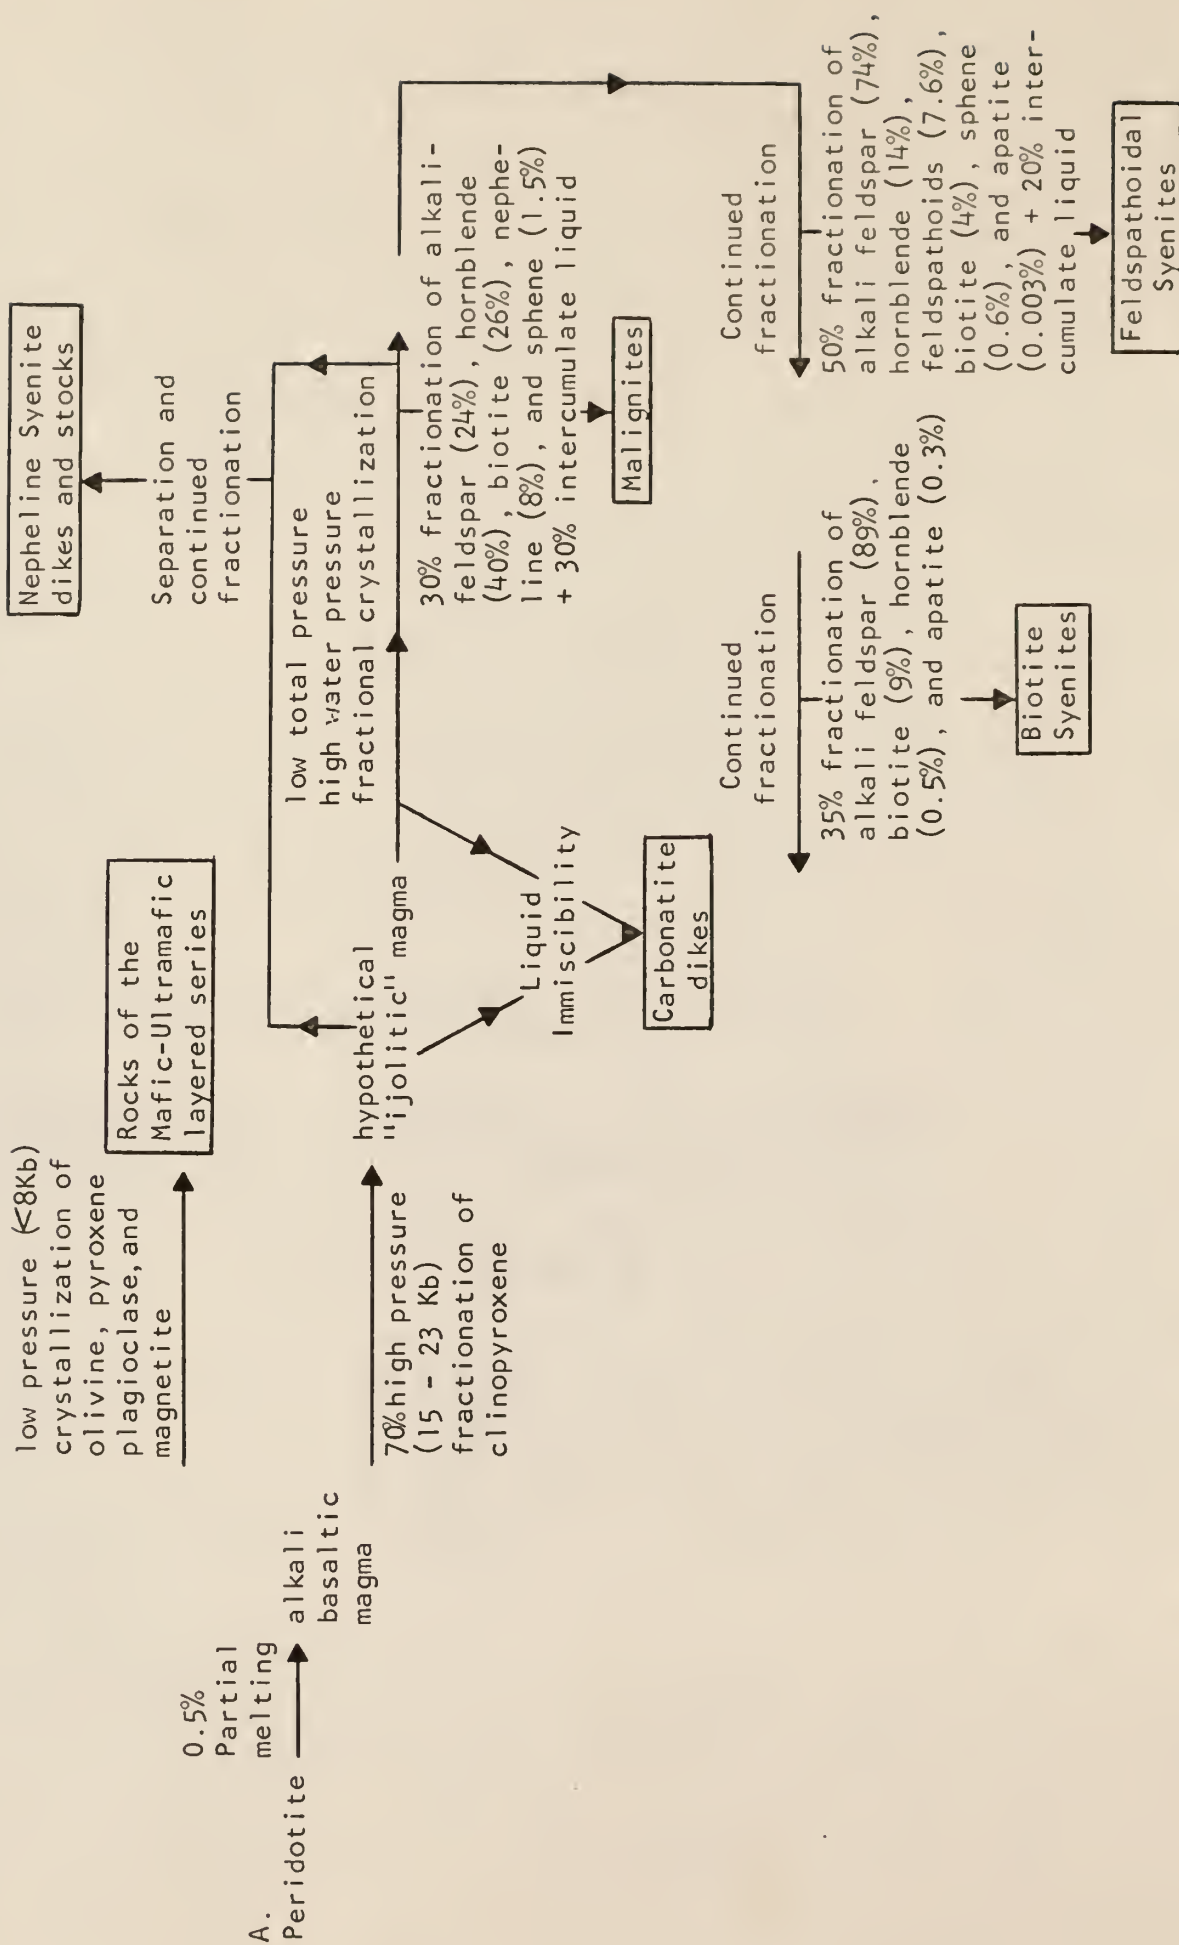 A.
Peridotite
0.5%
Partial
melting
alkali
basaltic
magma
low pressure (<8Kb)
crystallization of
olivine, pyroxene
plagioclase, and
magnetite
Rocks of the
Mafic-Ultramafic
layered series
70% high pressure
(15 - 23 Kb)
fractionation of
clinopyroxene
hypothetical
"ijolitic" magma
Liquid
Immiscibility
Carbonatite
dikes
low total pressure
high water pressure
fractional crystallization
Separation and
continued
fractionation
Nepheline Syenite
dikes and stocks
30% fractionation of alkali-
feldspar (24%), hornblende
(40%), biotite (26%), nephe-
line (8%), and sphene (1.5%)
+ 30% intercumulate liquid
Malignites
Continued
fractionation
50% fractionation of
alkali feldspar (74%),
hornblende (14%),
feldspathoids (7.6%),
biotite (4%), sphene
(0.6%), and apatite
(0.003%) + 20% inter-
cumulate liquid
Feldspathoidal
Syenites
Continued
fractionation
35% fractionation of
alkali feldspar (89%),
biotite (9%), hornblende
(0.5%), and apatite (0.3%)
Biotite
Syenites